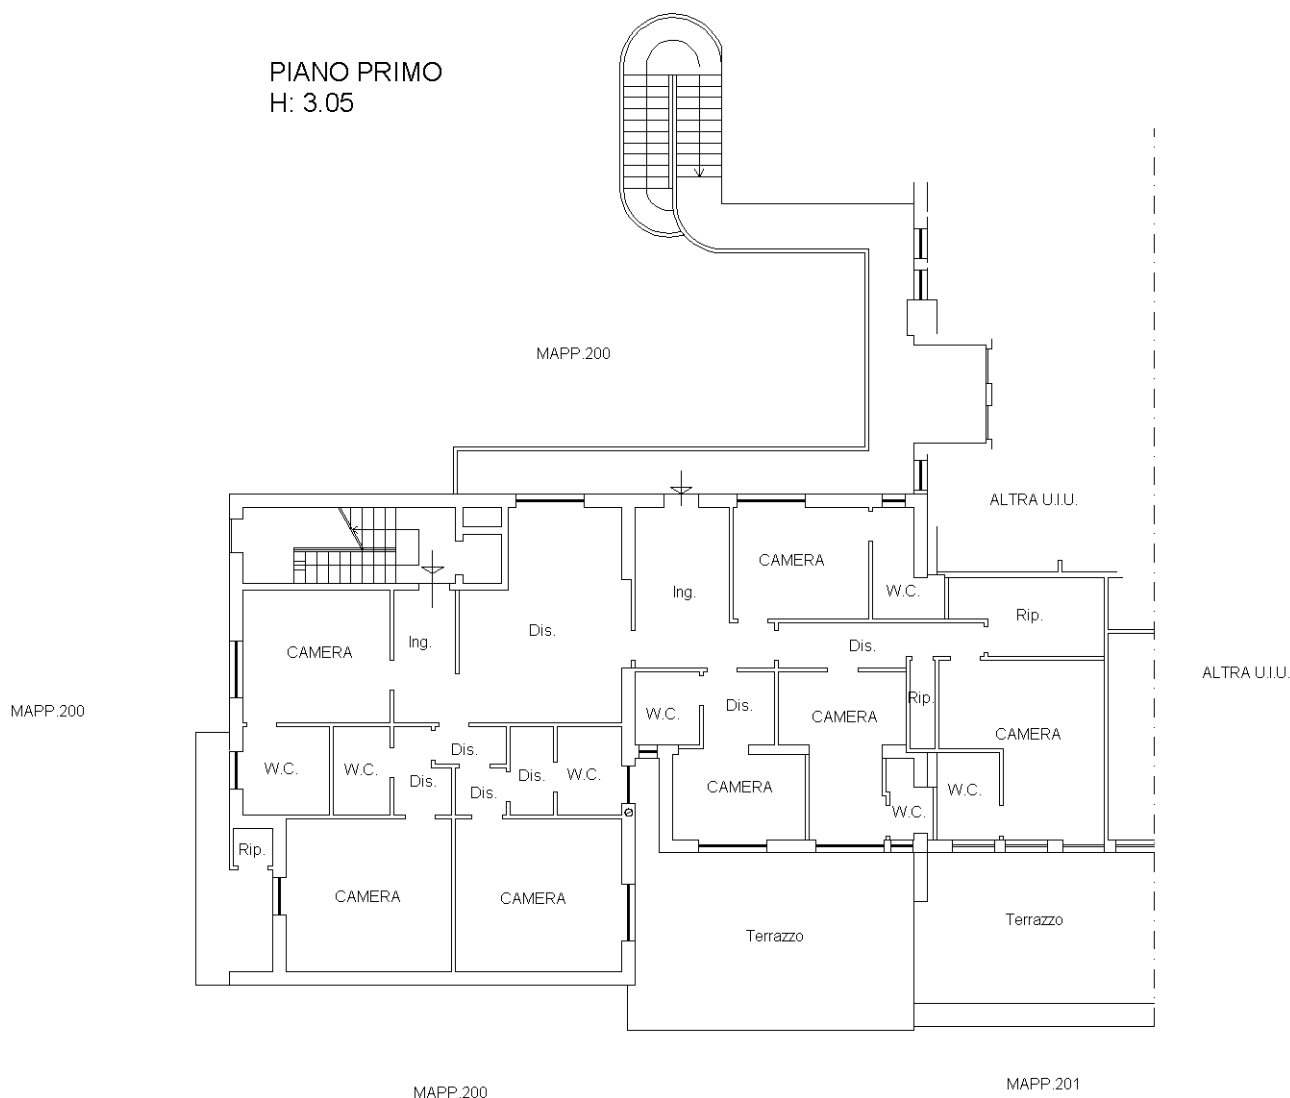 PIANO PRIMO
H: 3.05
MAPP.200
ALTRA U.I.U.
CAMERA
W.C.
Ing.
Rip.
Dis.
Ing.
Dis.
CAMERA
ALTRA U.I.U.
MAPP.200
W.C.
Dis.
CAMERA
Rip.
CAMERA
Dis.
W.C.
W.C.
Dis.
Dis.
W.C.
Dis.
CAMERA
W.C.
W.C.
Rip.
CAMERA
CAMERA
Terrazzo
Terrazzo
MAPP.200
MAPP.201